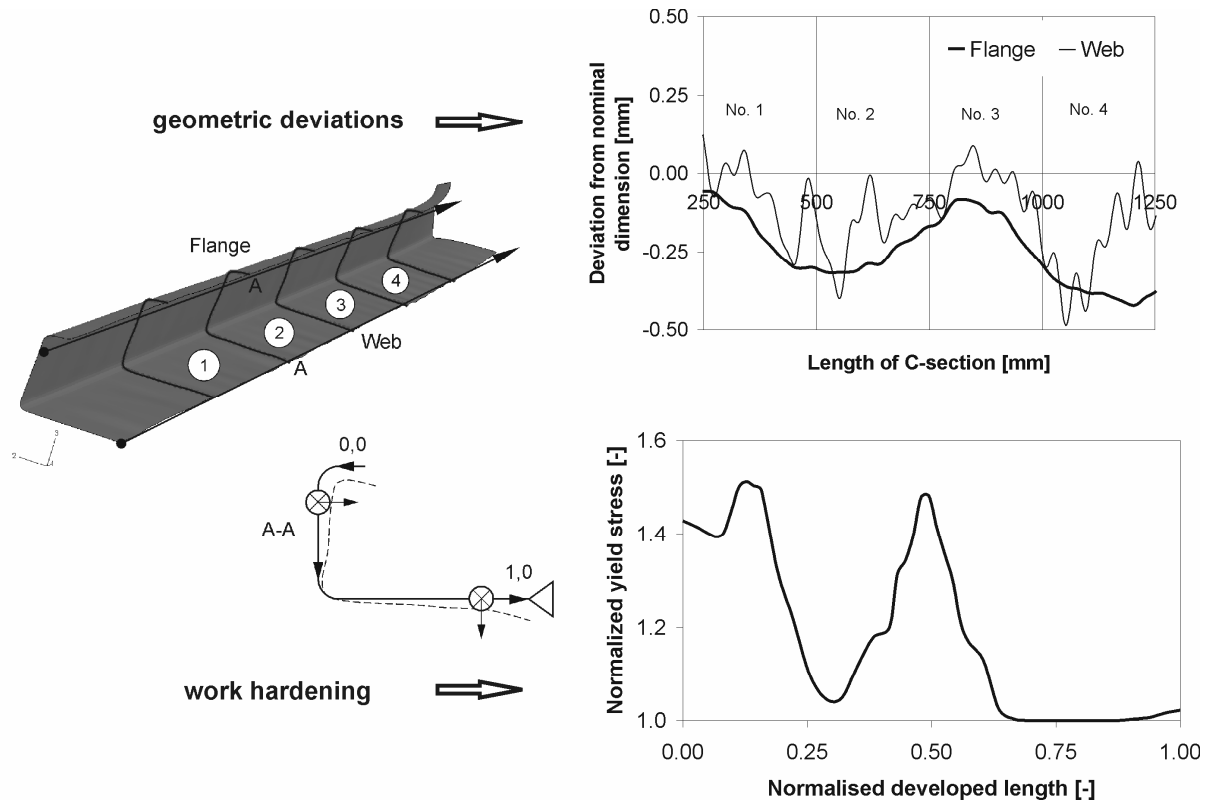 geometric deviations
Flange
A
1
2
3
4
Web
A
3
2
1
0,0
A-A
1,0
work hardening
Deviation from nominal
dimension [mm]
0.50
0.25
0.00
-0.25
-0.50
Flange Web
No. 1 No. 2 No. 3 No. 4
250 500 750 1000 1250
Length of C-section [mm]
Normalized yield stress [-]
1.6
1.4
1.2
1.0
0.00 0.25 0.50 0.75 1.00
Normalised developed length [-]